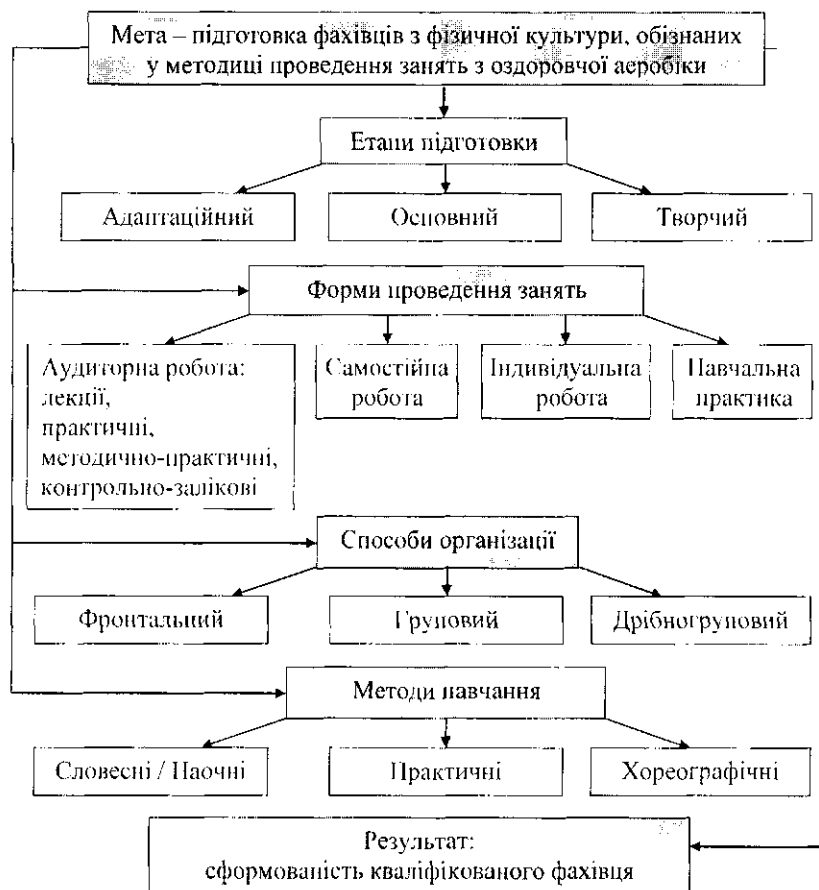 Мета – підготовка фахівців з фізичної культури, обізнаних
у методиці проведення занять з оздоровчої аеробіки
Етапи підготовки
Адаптаційний
Основний
Творчий
Форми проведення занять
Аудиторна робота:
лекції,
практичні,
методично-практичні,
контрольно-залікові
Самостійна
робота
Індивідуальна
робота
Навчальна
практика
Способи організації
Фронтальний
Груповий
Дрібногруповий
Методи навчання
Словесні / Наочні
Практичні
Хореографічні
Результат:
сформованість кваліфікованого фахівця